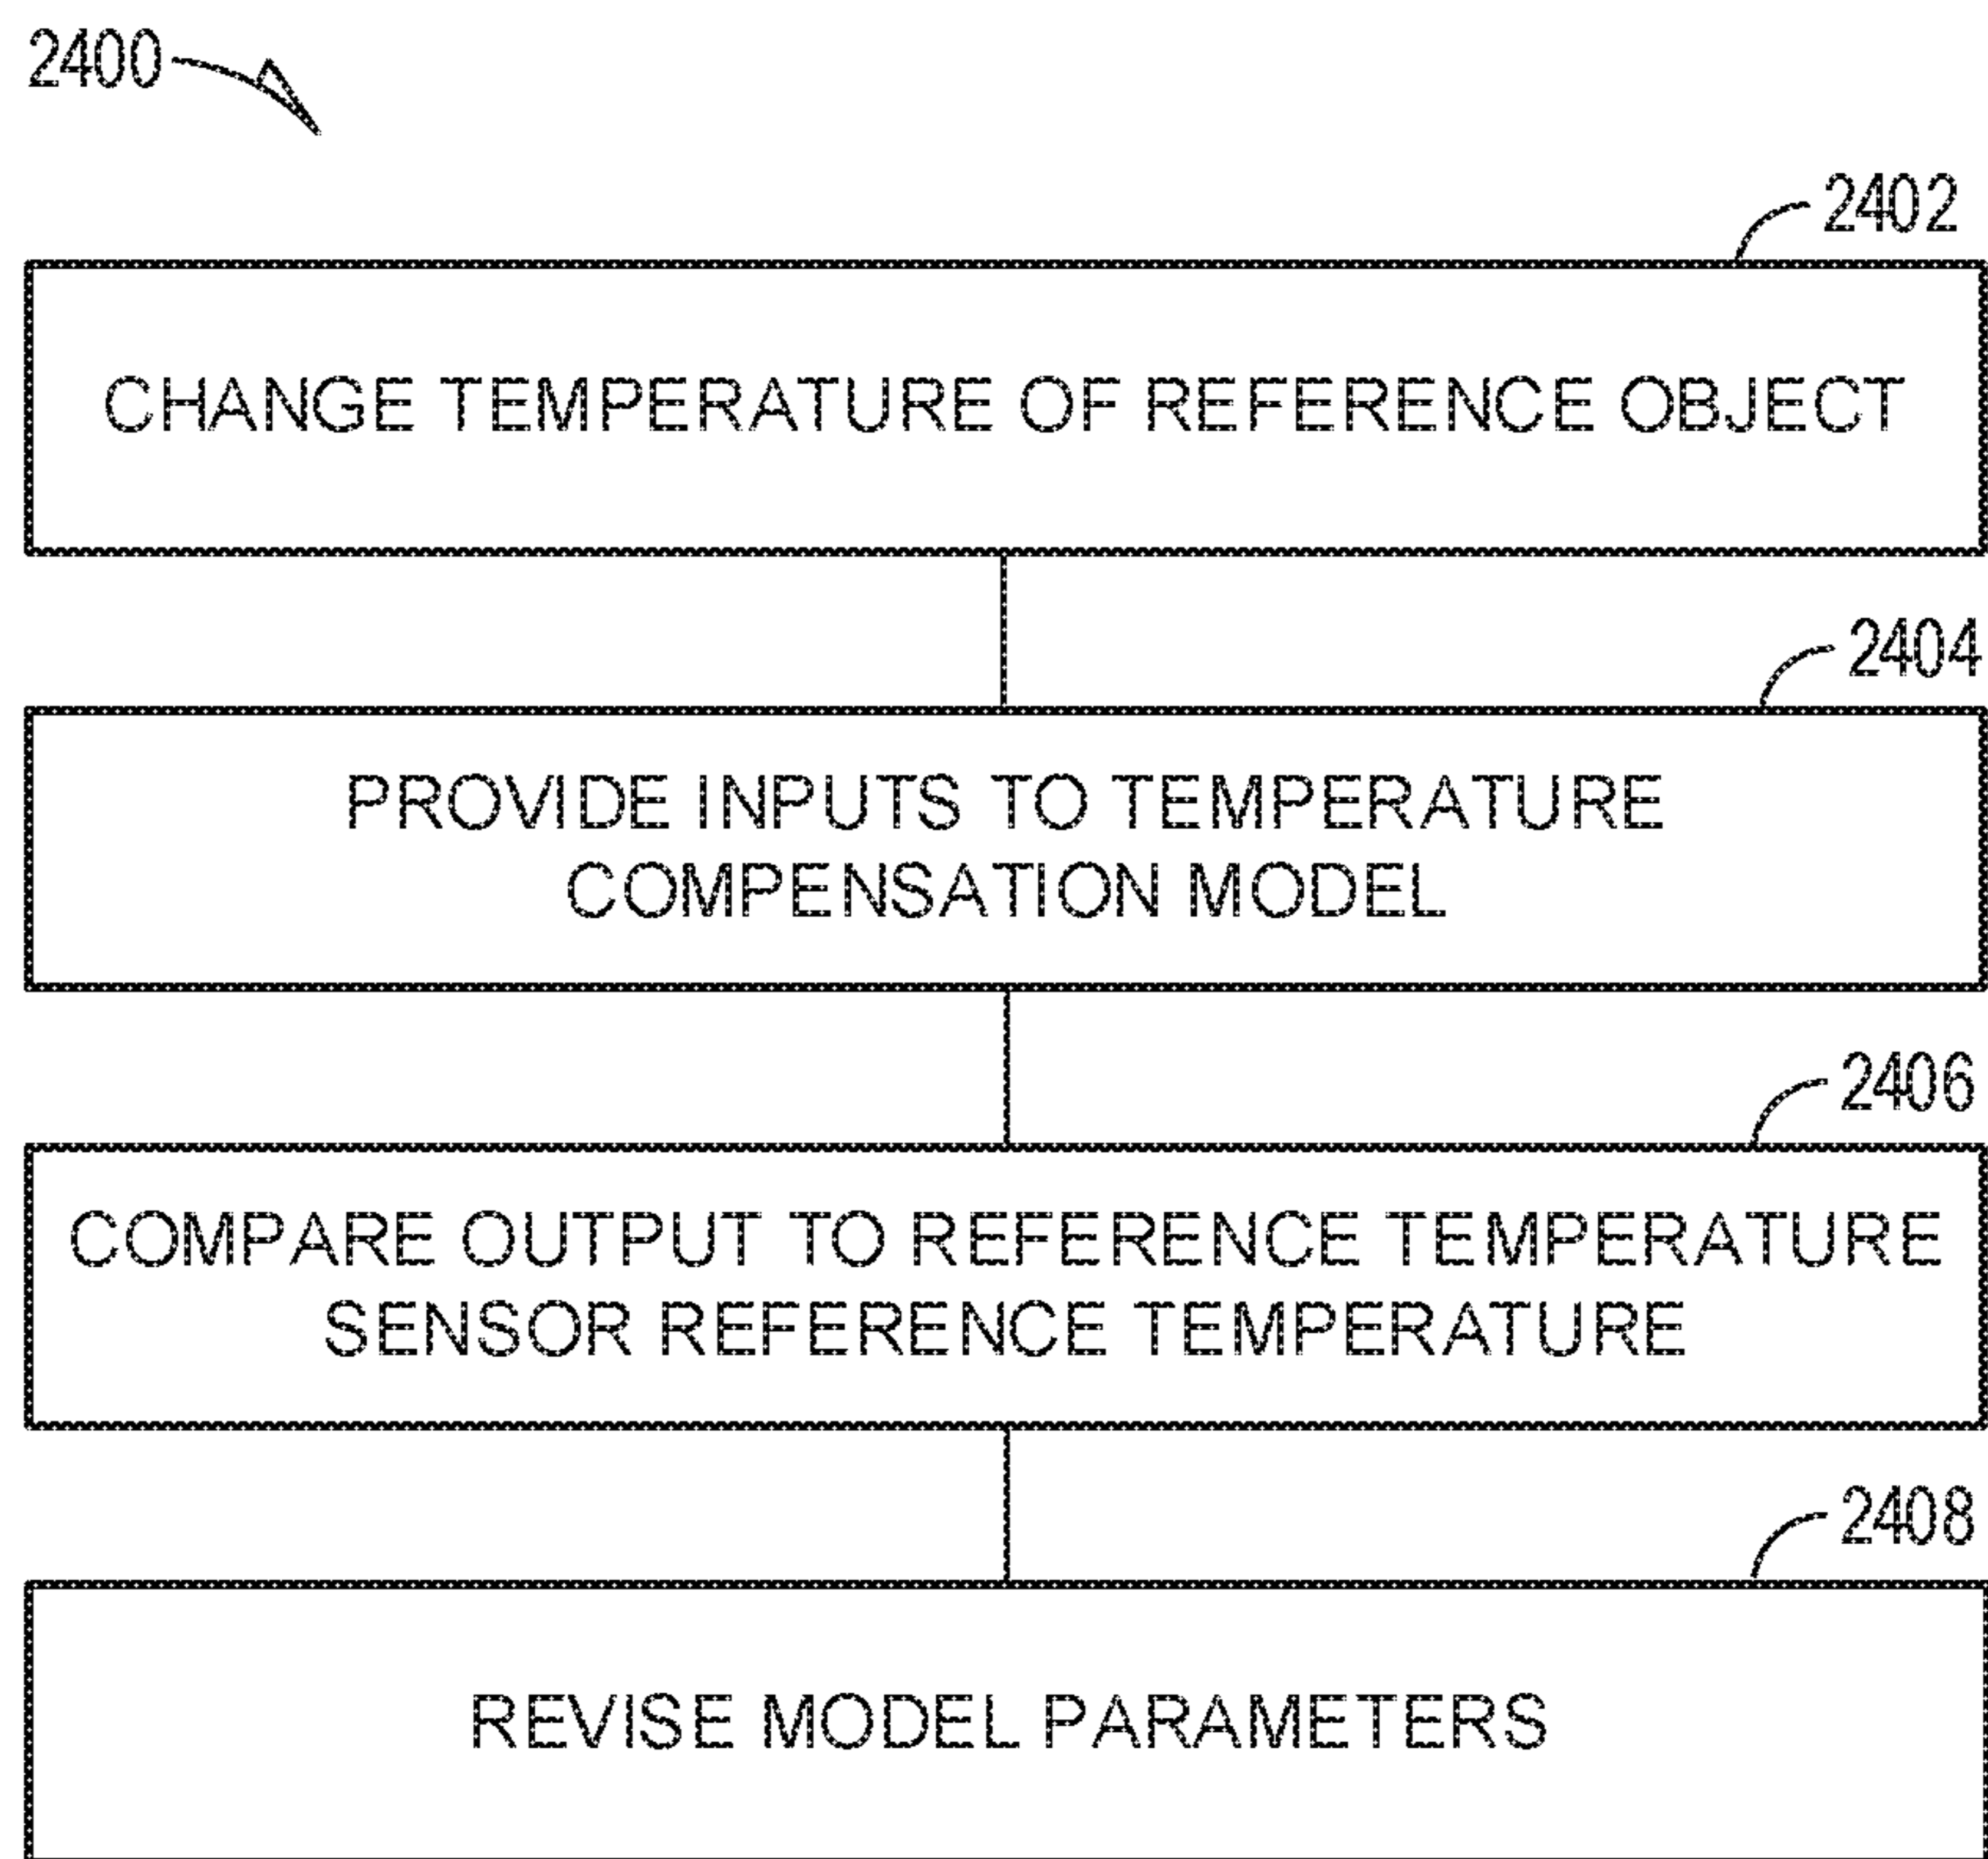 2400
2402
CHANGE TEMPERATURE OF REFERENCE OBJECT
2404
PROVIDE INPUTS TO TEMPERATURE
COMPENSATION MODEL
2406
COMPARE OUTPUT TO REFERENCE TEMPERATURE
SENSOR REFERENCE TEMPERATURE
2408
REVISE MODEL PARAMETERS